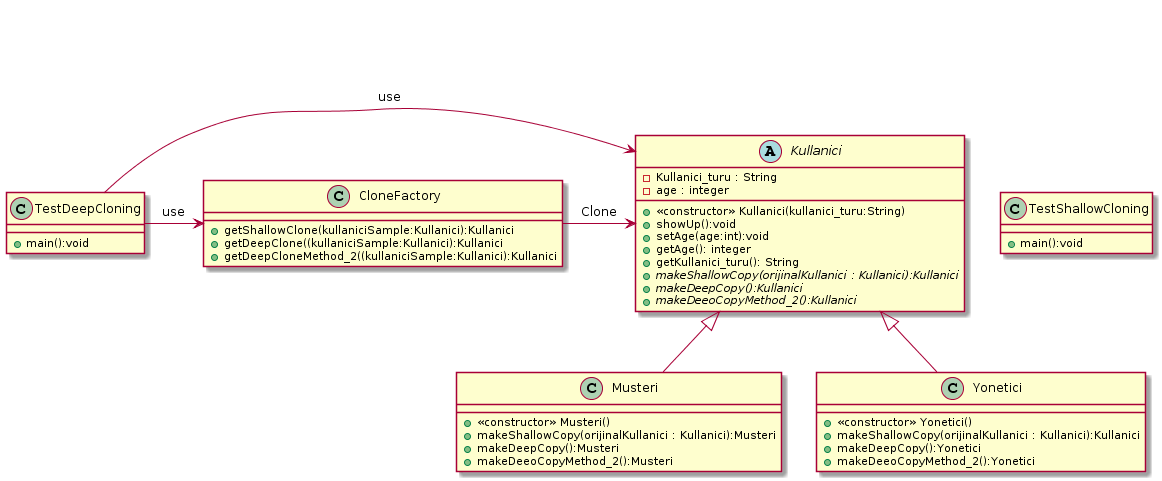 use
A Kullanici
Kullanici_turu : String
age : integer
«constructor» Kullanici(kullanici_turu:String)
showUp():void
setAge(age:int):void
getAge(): integer
getKullanici_turu(): String
makeShallowCopy(orijinalKullanici : Kullanici):Kullanici
makeDeepCopy():Kullanici
makeDeeoCopyMethod_2():Kullanici
C TestDeepCloning
main():void
use
C CloneFactory
getShallowClone(kullaniciSample:Kullanici):Kullanici
getDeepClone((kullaniciSample:Kullanici):Kullanici
getDeepCloneMethod_2((kullaniciSample:Kullanici):Kullanici
Clone
C TestShallowCloning
main():void
C Musteri
«constructor» Musteri()
makeShallowCopy(orijinalKullanici : Kullanici):Musteri
makeDeepCopy():Musteri
makeDeeoCopyMethod_2():Musteri
C Yonetici
«constructor» Yonetici()
makeShallowCopy(orijinalKullanici : Kullanici):Kullanici
makeDeepCopy():Yonetici
makeDeeoCopyMethod_2():Yonetici